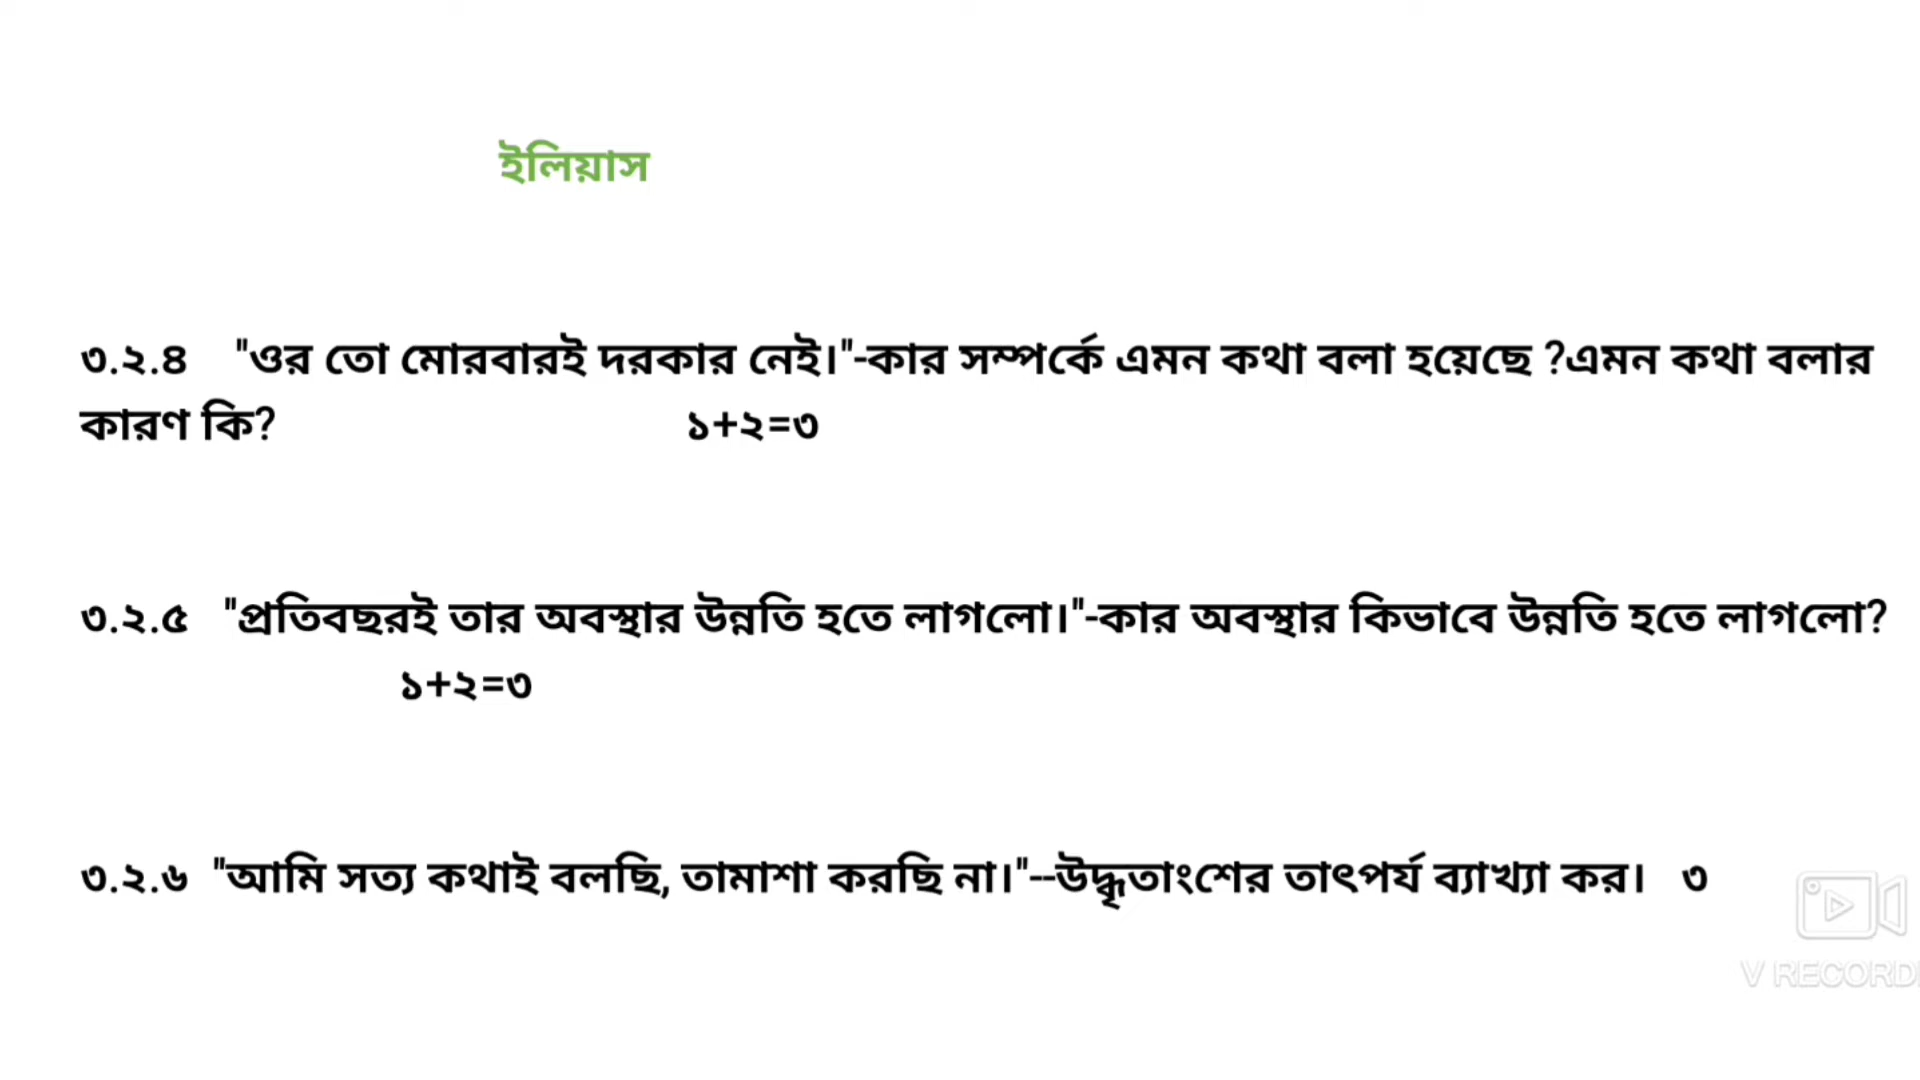 ইলিয়াস
৩.২.৪ "ওর তো মোরবারই দরকার নেই।"-কার সম্পর্কে এমন কথা বলা হয়েছে ?এমন কথা বলার
কারণ কি? ১+২=৩
৩.২.৫ "প্রতিবছরই তার অবস্থার উন্নতি হতে লাগলো।"-কার অবস্থার কিভাবে উন্নতি হতে লাগলো?
১+২=৩
৩.২.৬ "আমি সত্য কথাই বলছি, তামাশা করছি না।"--উদ্ধৃতাংশের তাৎপর্য ব্যাখ্যা কর। ৩
V RECORD